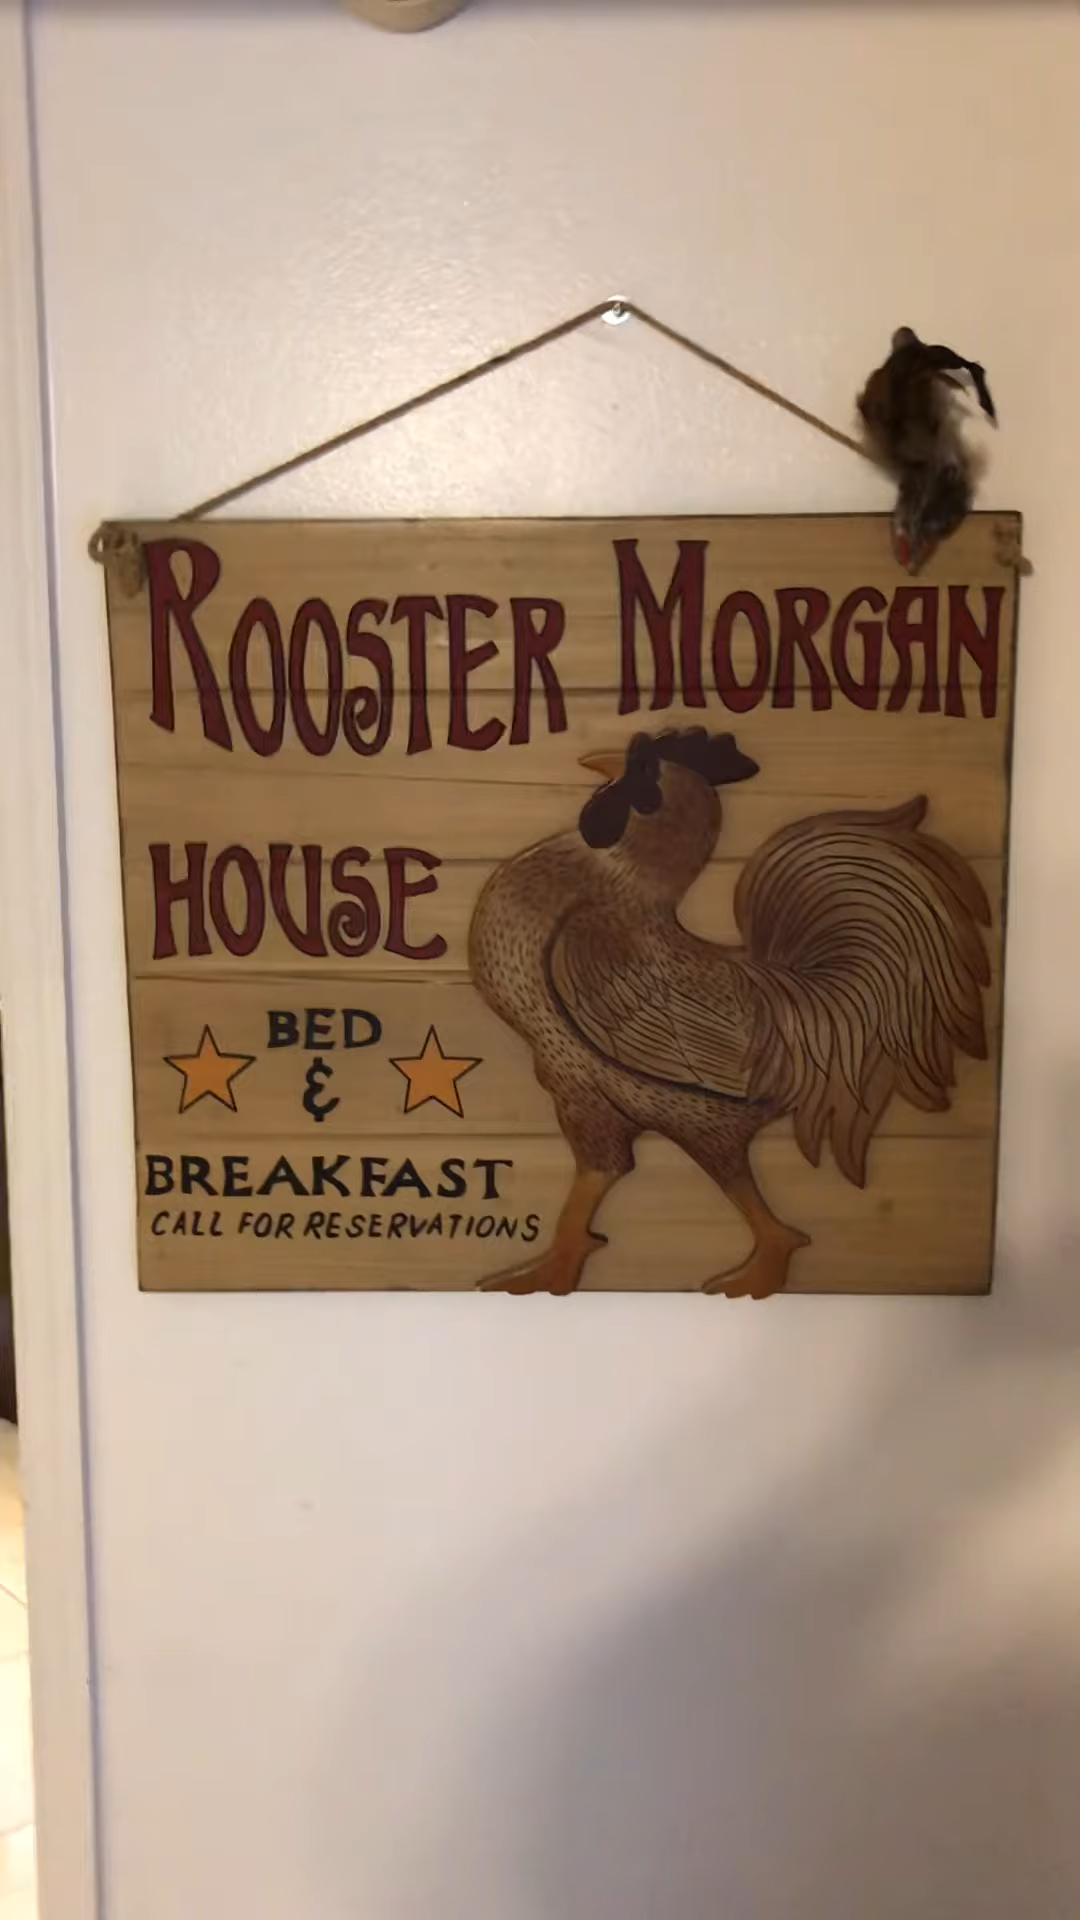 ROOSTER MORGAN
HOUSE
BED
&
BREAKFAST
CALL FOR RESERVATIONS